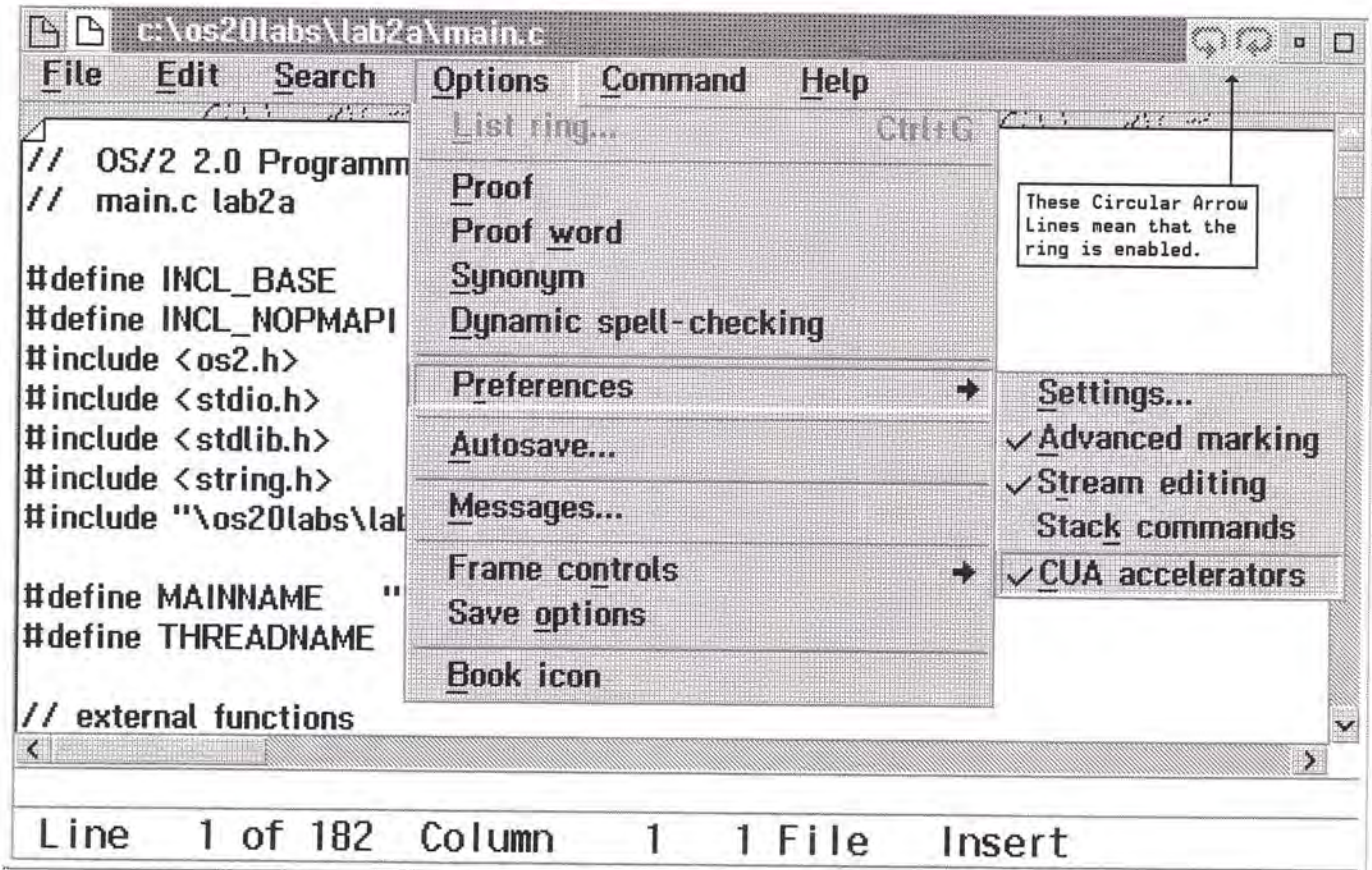 c:\os20labs\lab2a\main.c
File Edit Search Options Command Help
List ring... Ctrl+G
Proof
Proof word
Synonym
Dynamic spell-checking
Preferences
Autosave...
Messages...
Frame controls
Save options
Book icon
Settings...
Advanced marking
Stream editing
Stack commands
CUA accelerators
These Circular Arrow
Lines mean that the
ring is enabled.
// OS/2 2.0 Programm
// main.c lab2a
#define INCL_BASE
#define INCL_NOPMAPI
#include <os2.h>
#include <stdio.h>
#include <stdlib.h>
#include <string.h>
#include "\os20labs\lab
#define MAINNAME "
#define THREADNAME
// external functions
Line 1 of 182 Column 1 1 File Insert